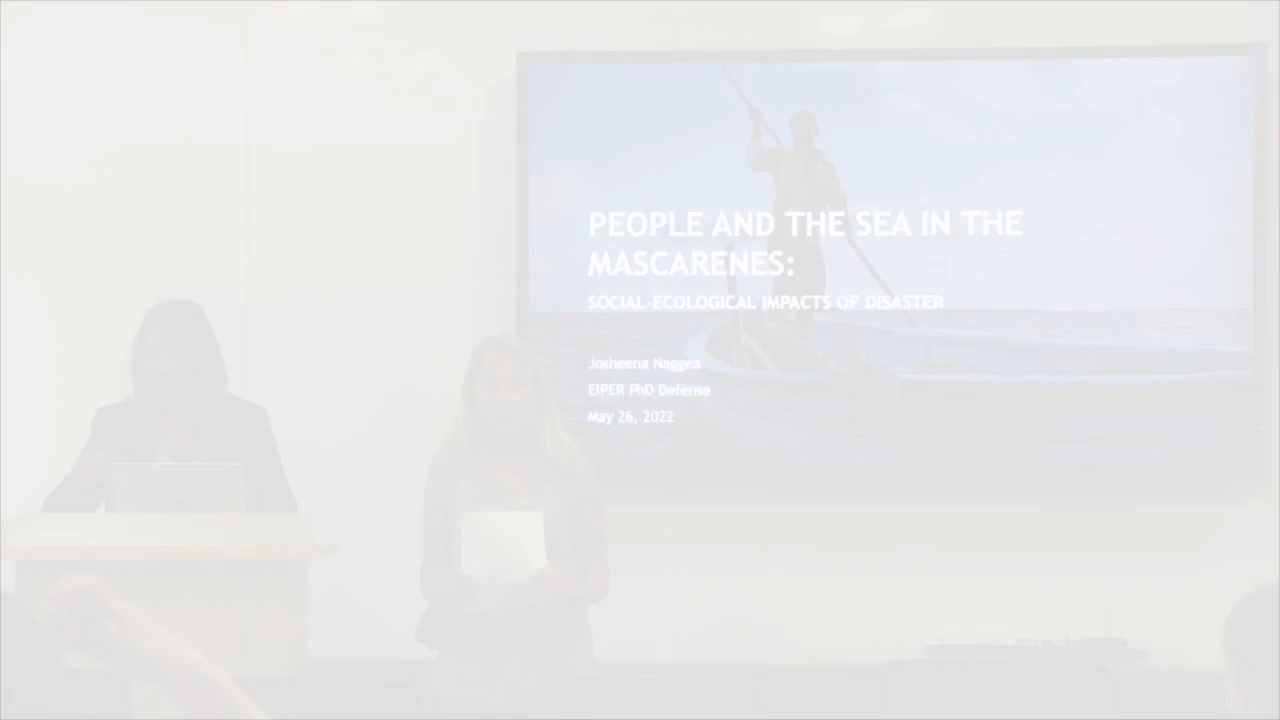 PEOPLE AND THE SEA IN THE
MASCARENES:
SOCIAL-ECOLOGICAL IMPACTS OF DISASTER
Josheena Naggea
EIPER PhD Defense
May 26, 2022